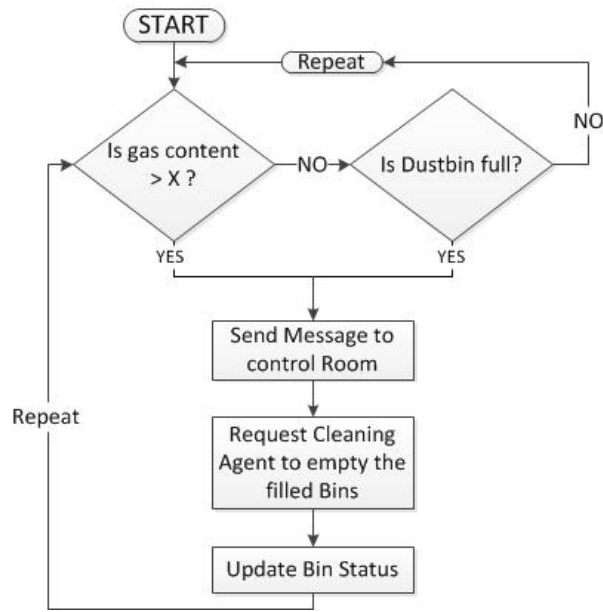 START
Repeat
Is gas content
> X ?
NO
Is Dustbin full?
NO
YES
YES
Send Message to
control Room
Repeat
Request Cleaning
Agent to empty the
filled Bins
Update Bin Status